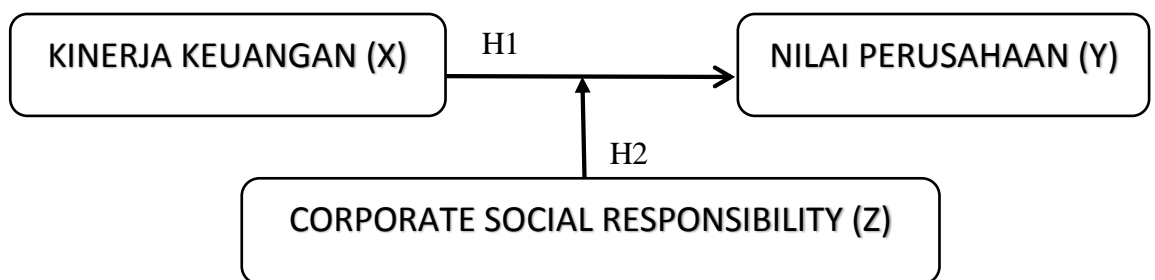 KINERJA KEUANGAN (X)
H1
NILAI PERUSAHAAN (Y)
H2
CORPORATE SOCIAL RESPONSIBILITY (Z)